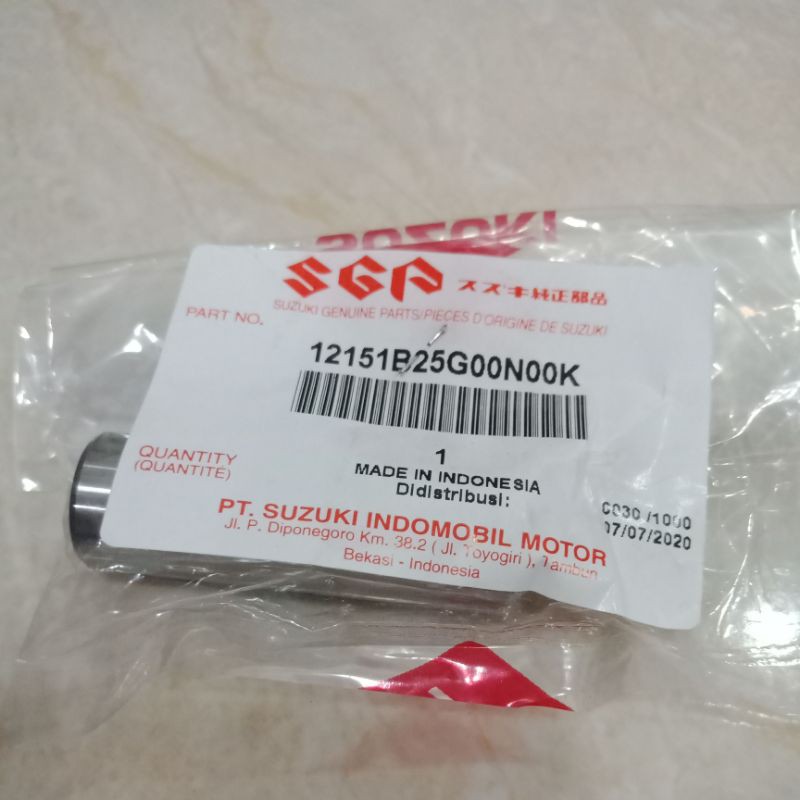 SUZUKI
SGP スズキ純正部品
SUZUKI GENUINE PARTS/PIECES D'ORIGINE DE SUZUKI
PART NO.
12151B25G00N00K
QUANTITY
(QUANTITÉ)
1
MADE IN INDONESIA
Didistribusi:
C030 /1000
07/07/2020
PT. SUZUKI INDOMOBIL MOTOR
Jl. P. Diponegoro Km. 38.2 ( Jl. Toyogiri ), Tambun
Bekasi - Indonesia